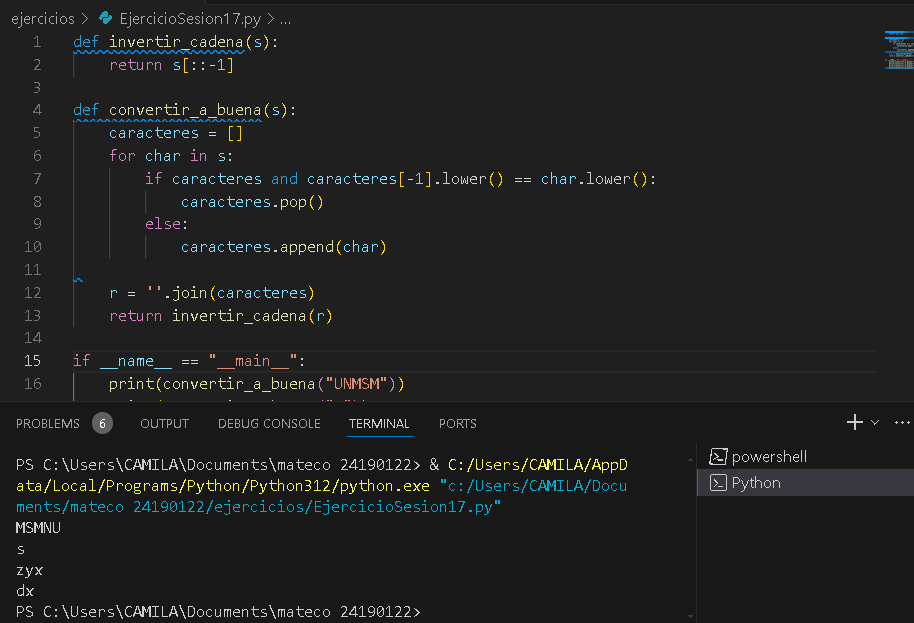 ejercicios > EjercicioSesion17.py > ...
1 def invertir_cadena(s):
2 return s[::-1]
3
4 def convertir_a_buena(s):
5 caracteres = []
6 for char in s:
7 if caracteres and caracteres[-1].lower() == char.lower():
8 caracteres.pop()
9 else:
10 caracteres.append(char)
11
12 r = ''.join(caracteres)
13 return invertir_cadena(r)
14
15 if __name__ == "__main__":
16 print(convertir_a_buena("UNMSM"))
PROBLEMS 6 OUTPUT DEBUG CONSOLE TERMINAL PORTS
PS C:\Users\CAMILA\Documents\mateco 24190122> & C:/Users/CAMILA/AppD
ata/Local/Programs/Python/Python312/python.exe "c:/Users/CAMILA/Docu
ments/mateco 24190122/ejercicios/EjercicioSesion17.py"
MSMNU
s
zyx
dx
PS C:\Users\CAMILA\Documents\mateco 24190122>
powershell
Python